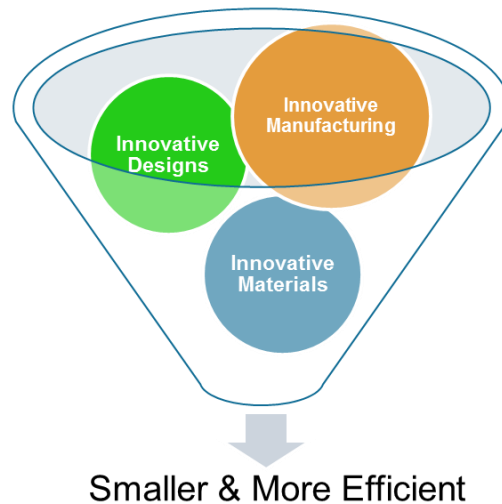 Innovative
Manufacturing
Innovative
Designs
Innovative
Materials
Smaller & More Efficient